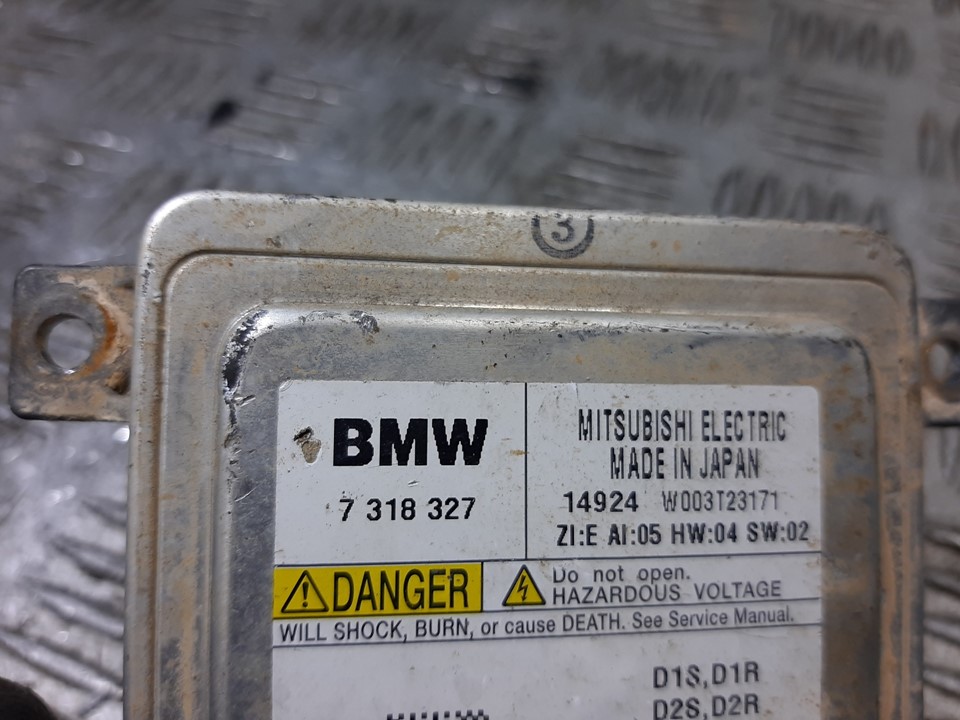 3
BMW
7 318 327
MITSUBISHI ELECTRIC
MADE IN JAPAN
14924 W003T23171
ZI:E AI:05 HW:04 SW:02
DANGER
Do not open.
HAZARDOUS VOLTAGE
WILL SHOCK, BURN, or cause DEATH. See Service Manual.
D1S,D1R
D2S,D2R